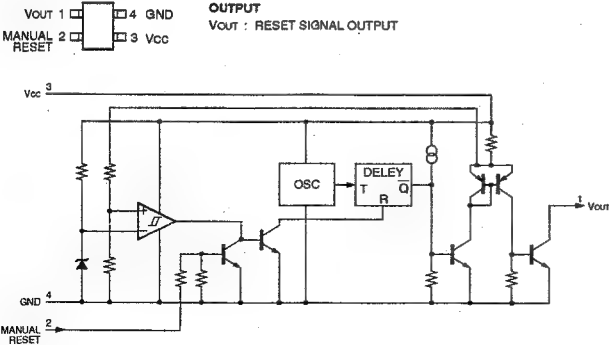 OUTPUT
VOUT 1
4 GND
VOUT : RESET SIGNAL OUTPUT
MANUAL RESET 2
3 VCC
VCC 3
OSC
DELEY
T
Q̅
R
+
−
1 VOUT
GND 4
MANUAL RESET 2